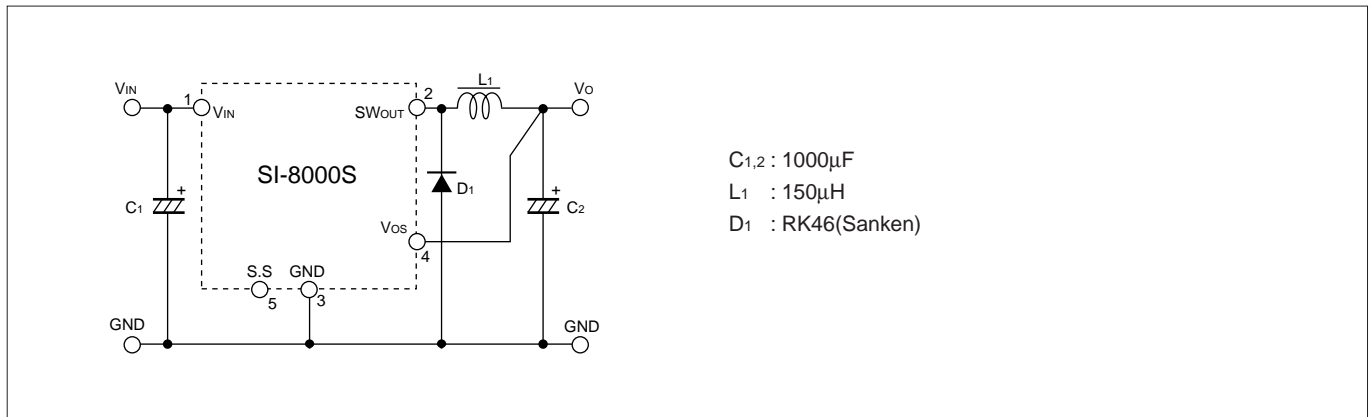 VIN
1
VIN
SWOUT
2
L1
VO
SI-8000S
C1
+
D1
+
C2
VOS
4
S.S
5
GND
3
GND
GND
C1,2 : 1000μF
L1 : 150μH
D1 : RK46(Sanken)